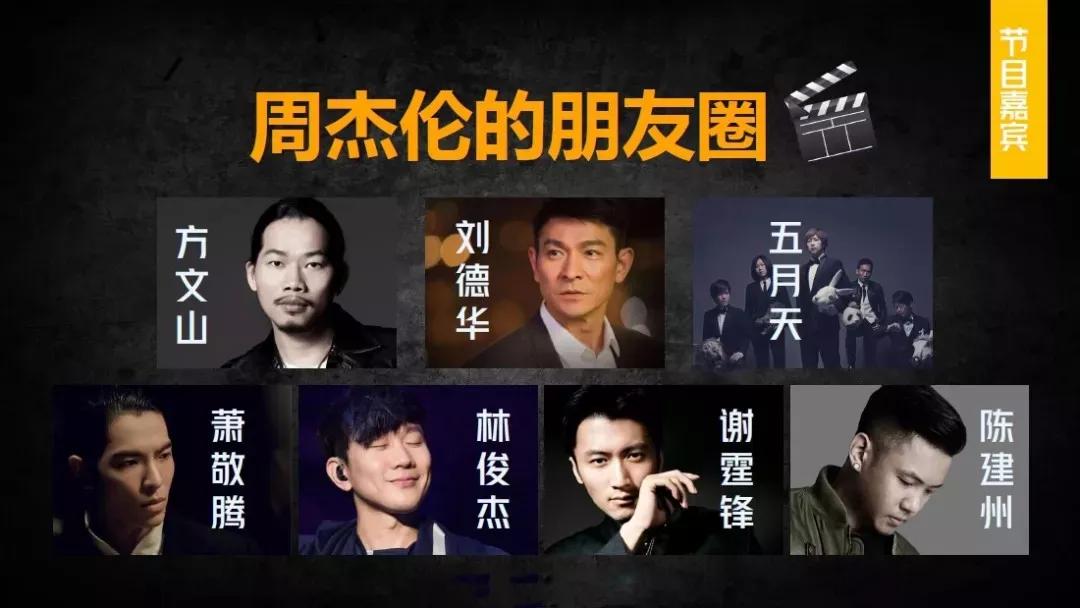 周杰伦的朋友圈
节目嘉宾
方文山
刘德华
五月天
萧敬腾
林俊杰
谢霆锋
陈建州